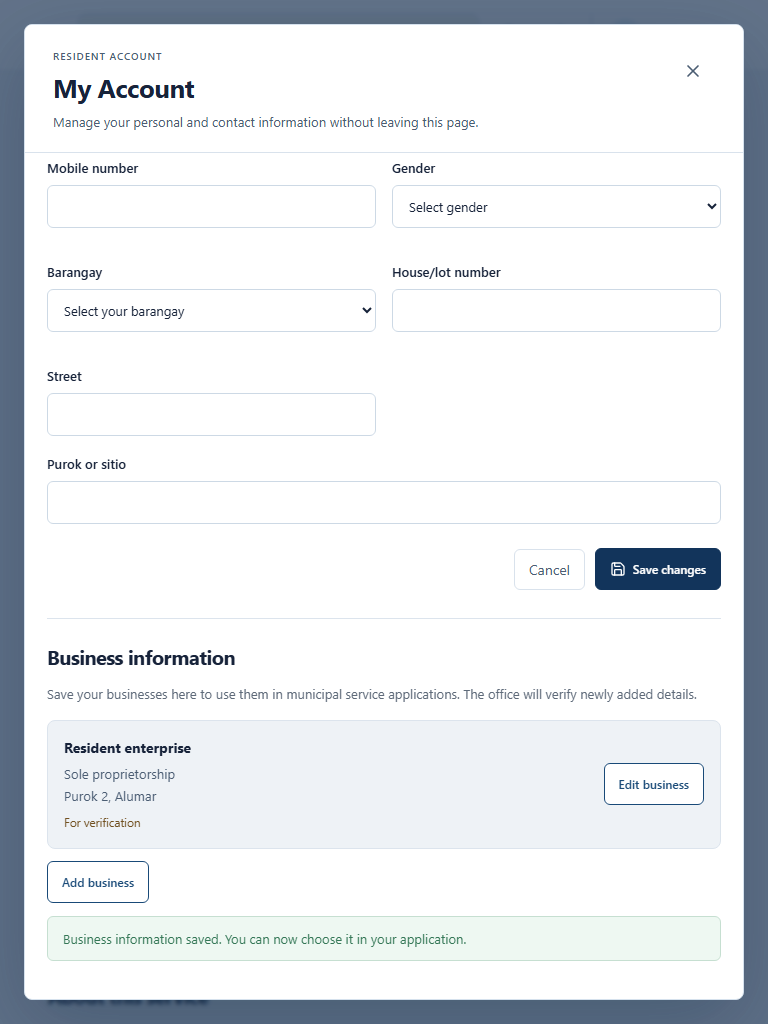 RESIDENT ACCOUNT
My Account
Manage your personal and contact information without leaving this page.
Mobile number
Gender
Select gender
Barangay
House/lot number
Select your barangay
Street
Purok or sitio
Cancel
Save changes
Business information
Save your businesses here to use them in municipal service applications. The office will verify newly added details.
Resident enterprise
Sole proprietorship
Purok 2, Alumar
For verification
Edit business
Add business
Business information saved. You can now choose it in your application.